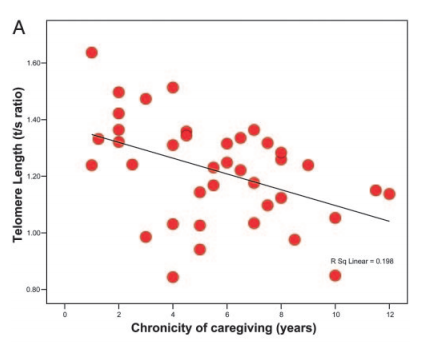 A
Telomere Length (t/s ratio)
1.60
1.40
1.20
1.00
0.80
R Sq Linear = 0.198
0 2 4 6 8 10 12
Chronicity of caregiving (years)